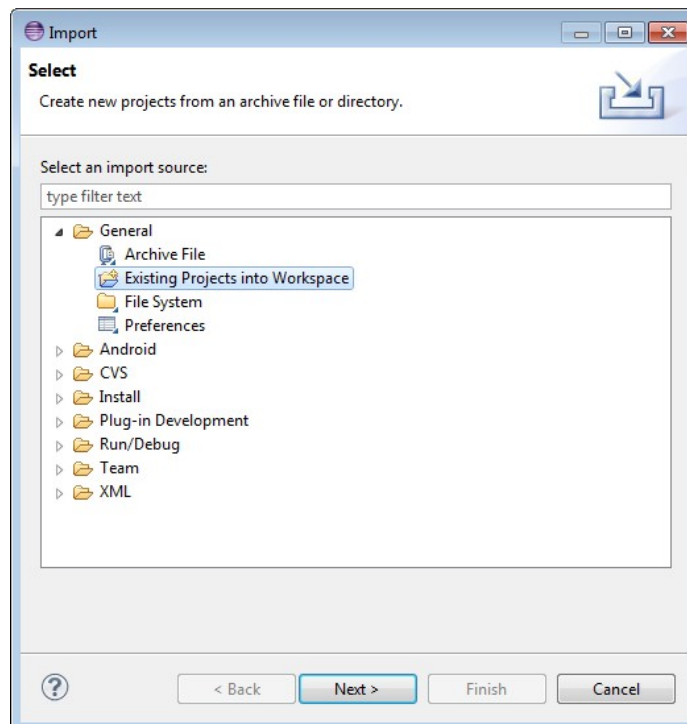 Import
Select
Create new projects from an archive file or directory.
Select an import source:
type filter text
General
Archive File
Existing Projects into Workspace
File System
Preferences
Android
CVS
Install
Plug-in Development
Run/Debug
Team
XML
?
< Back Next > Finish Cancel